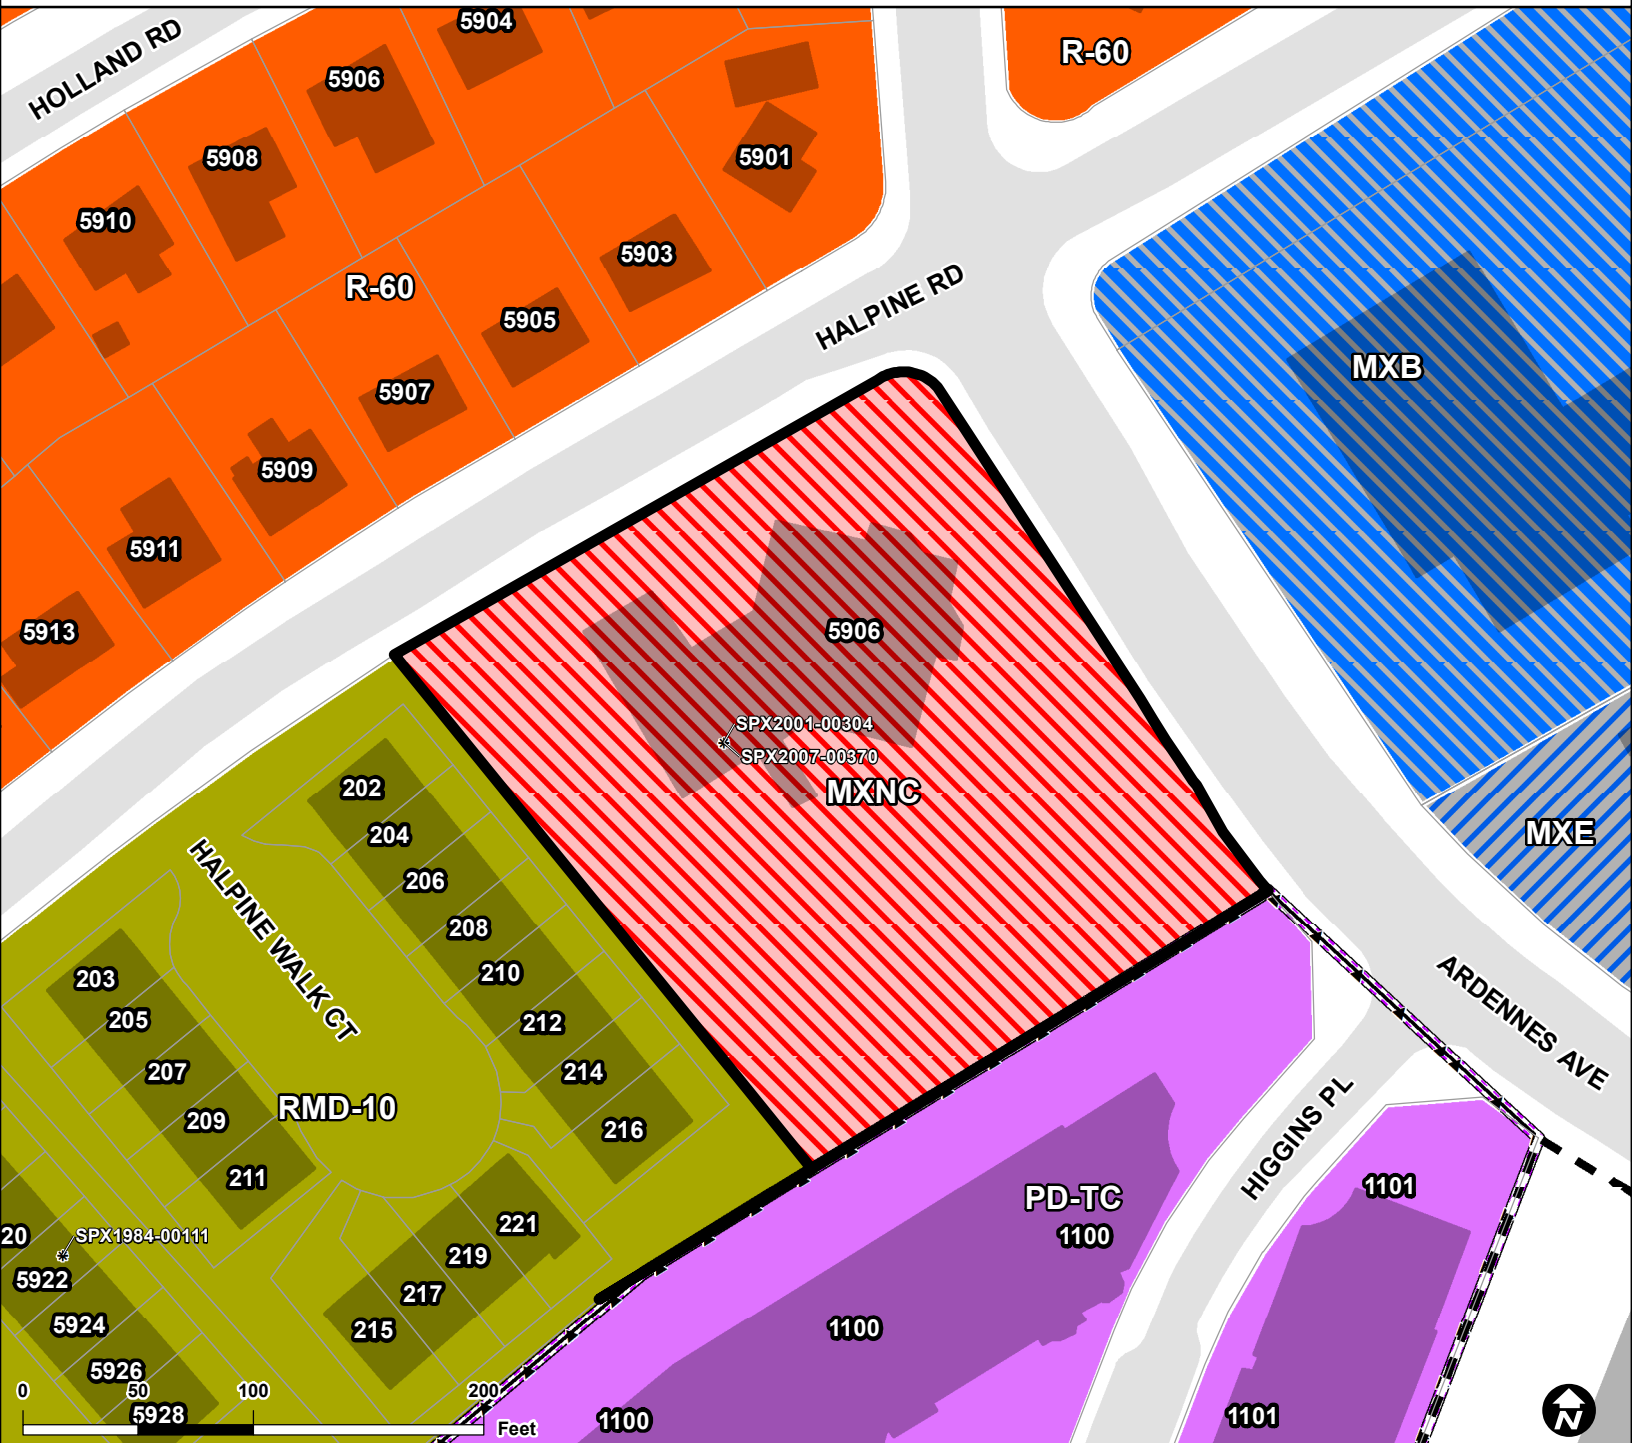 HOLLAND RD
5904
5906
R-60
5908
5901
5910
5903
R-60
HALPINE RD
5905
MXB
5907
5909
5911
5913
5906
SPX2001-00304
SPX2007-00370
MXNC
MXE
202
204
206
208
210
212
214
216
HALPINE WALK CT
203
205
207
209
211
RMD-10
ARDENNES AVE
HIGGINS PL
PD-TC
1100
1101
221
219
217
215
20
SPX1984-00111
5922
5924
5926
5928
1100
1100
1101
0 50 100 200
Feet
N